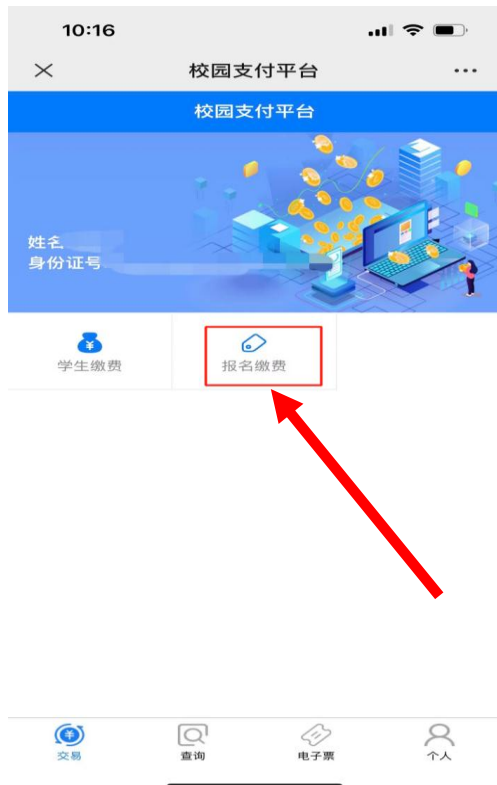 10:16
校园支付平台
校园支付平台
姓名
身份证号
学生缴费
报名缴费
交易
查询
电子票
个人